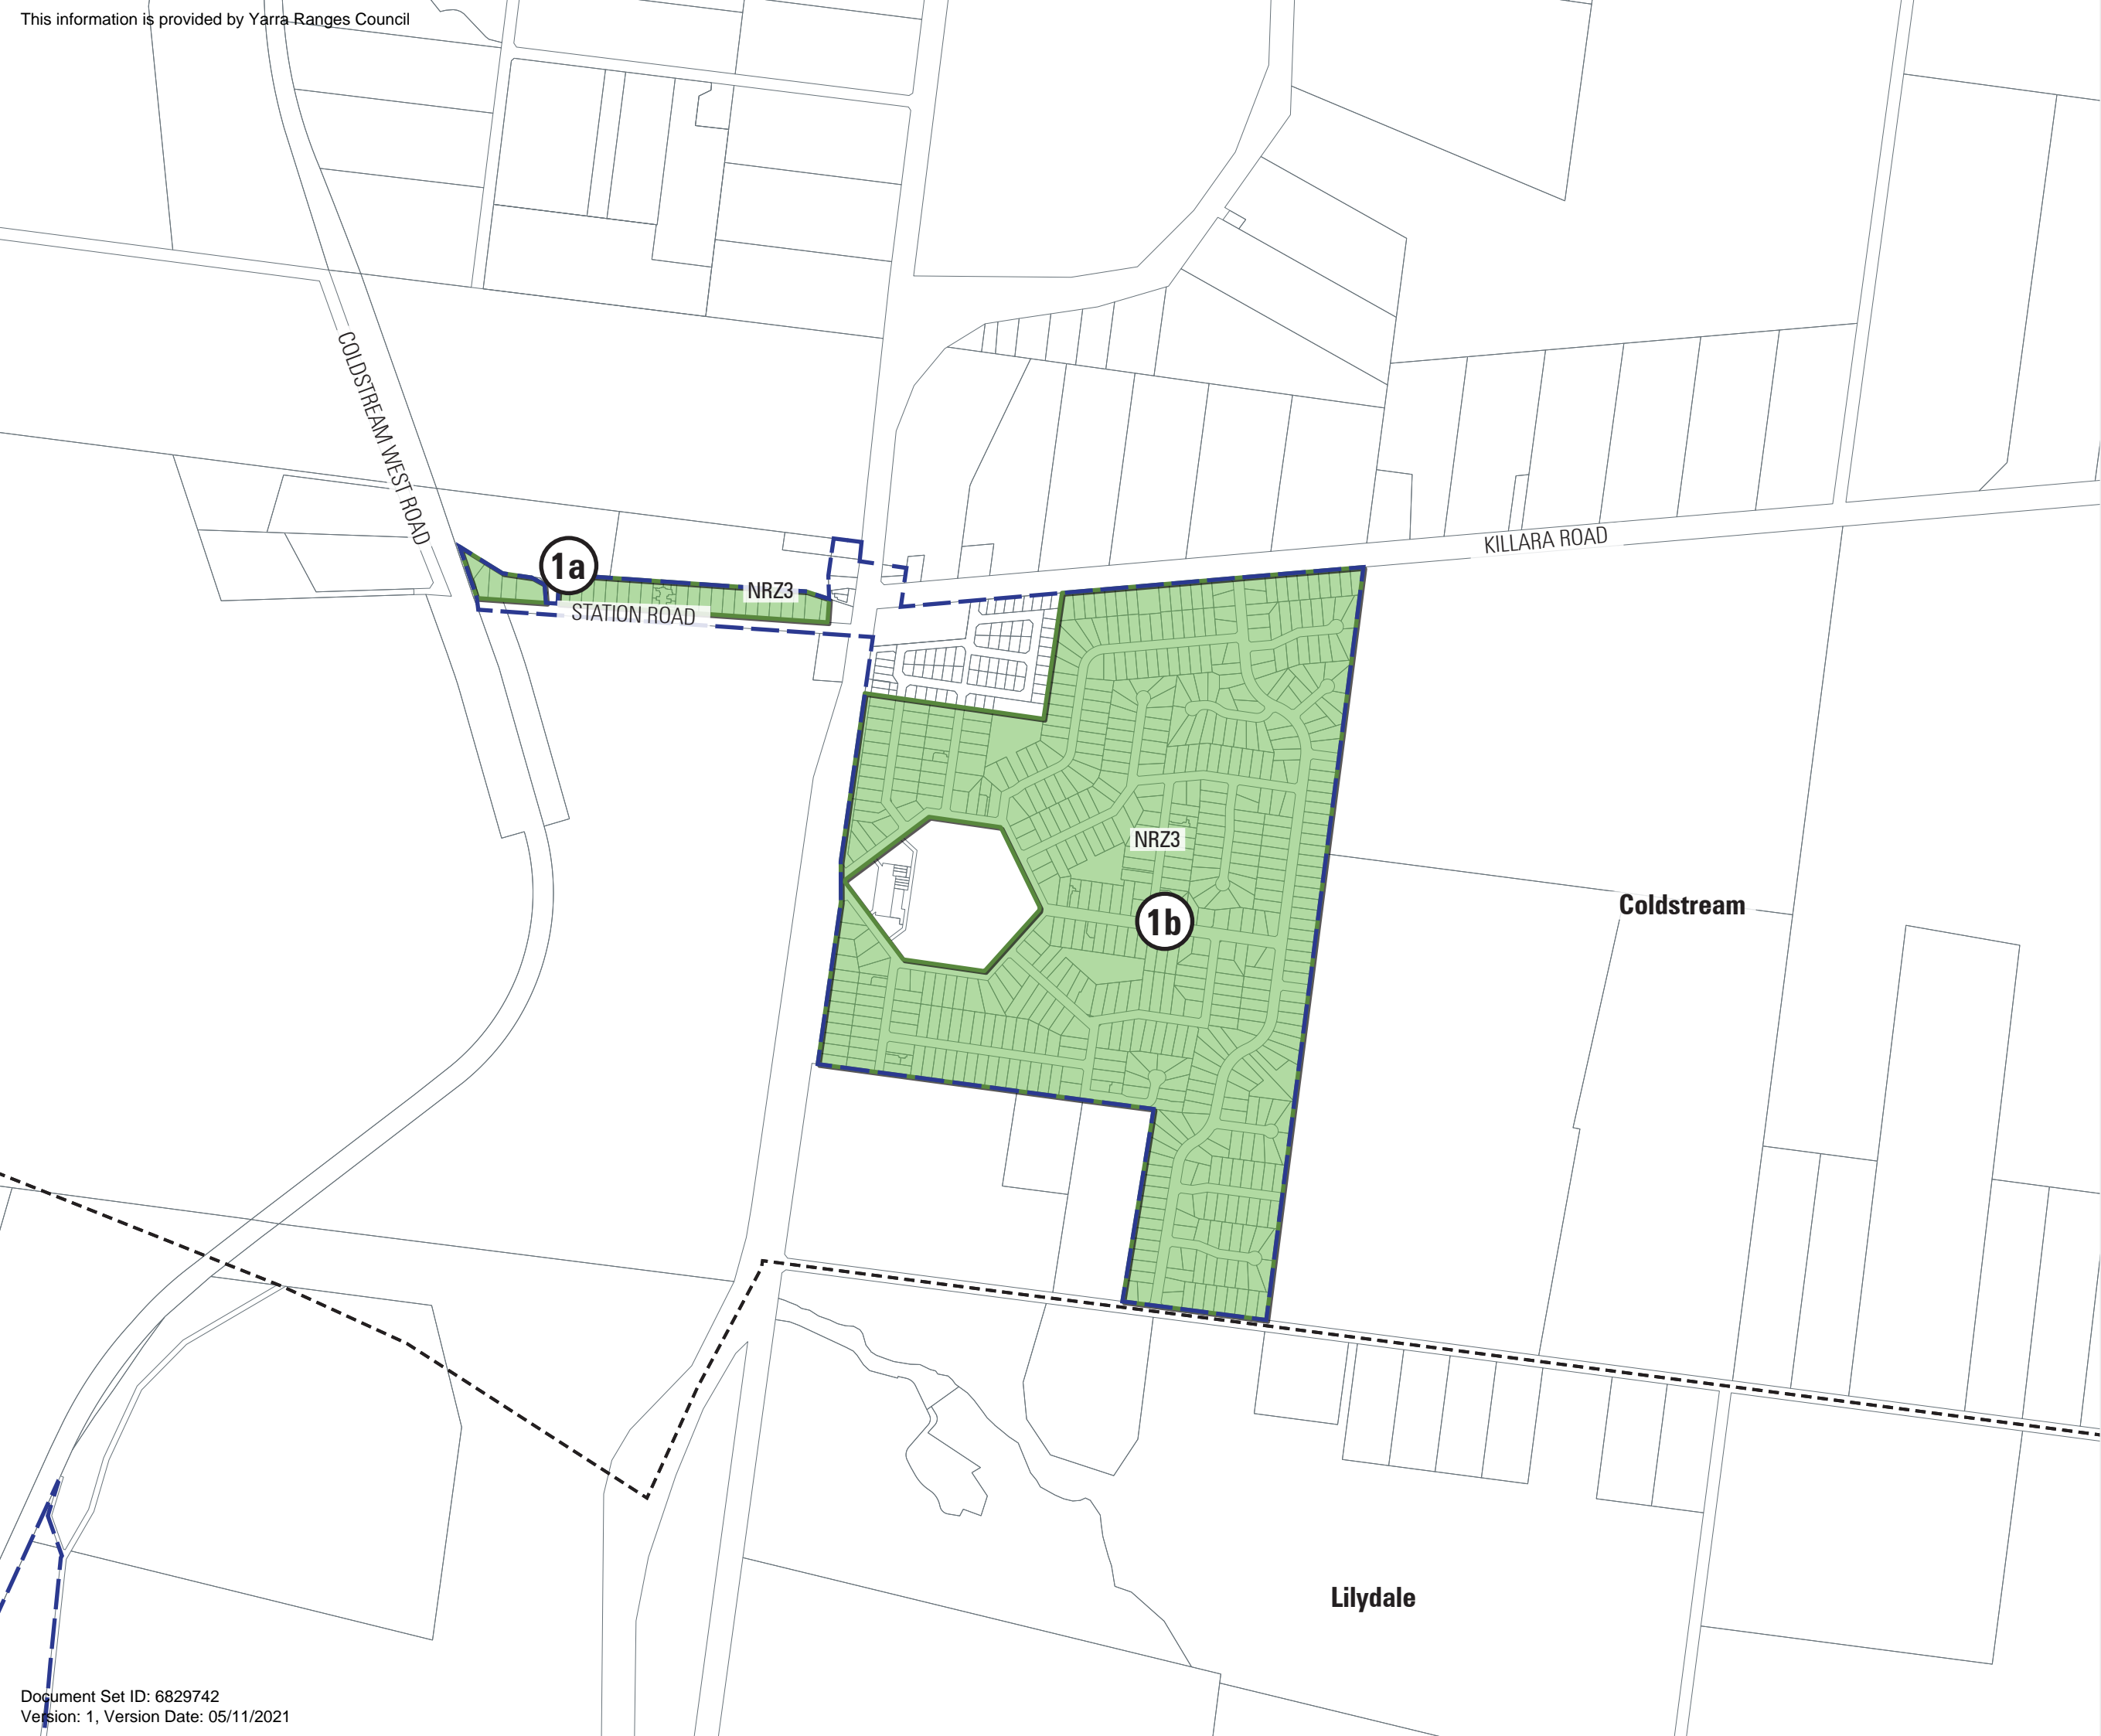 This information is provided by Yarra Ranges Council
COLDSTREAM WEST ROAD
KILLARA ROAD
1a
NRZ3
STATION ROAD
NRZ3
1b
Coldstream
Lilydale
Document Set ID: 6829742
Version: 1, Version Date: 05/11/2021